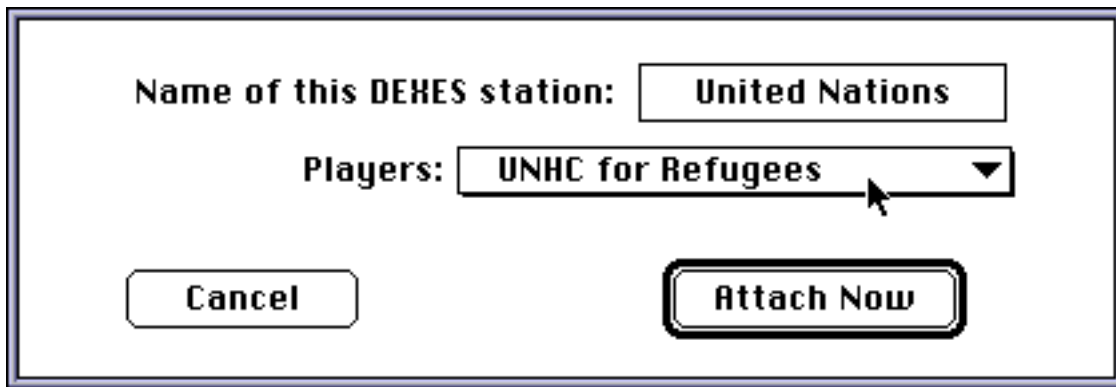 Name of this DEXES station: United Nations
Players: UNHC for Refugees
Cancel Attach Now